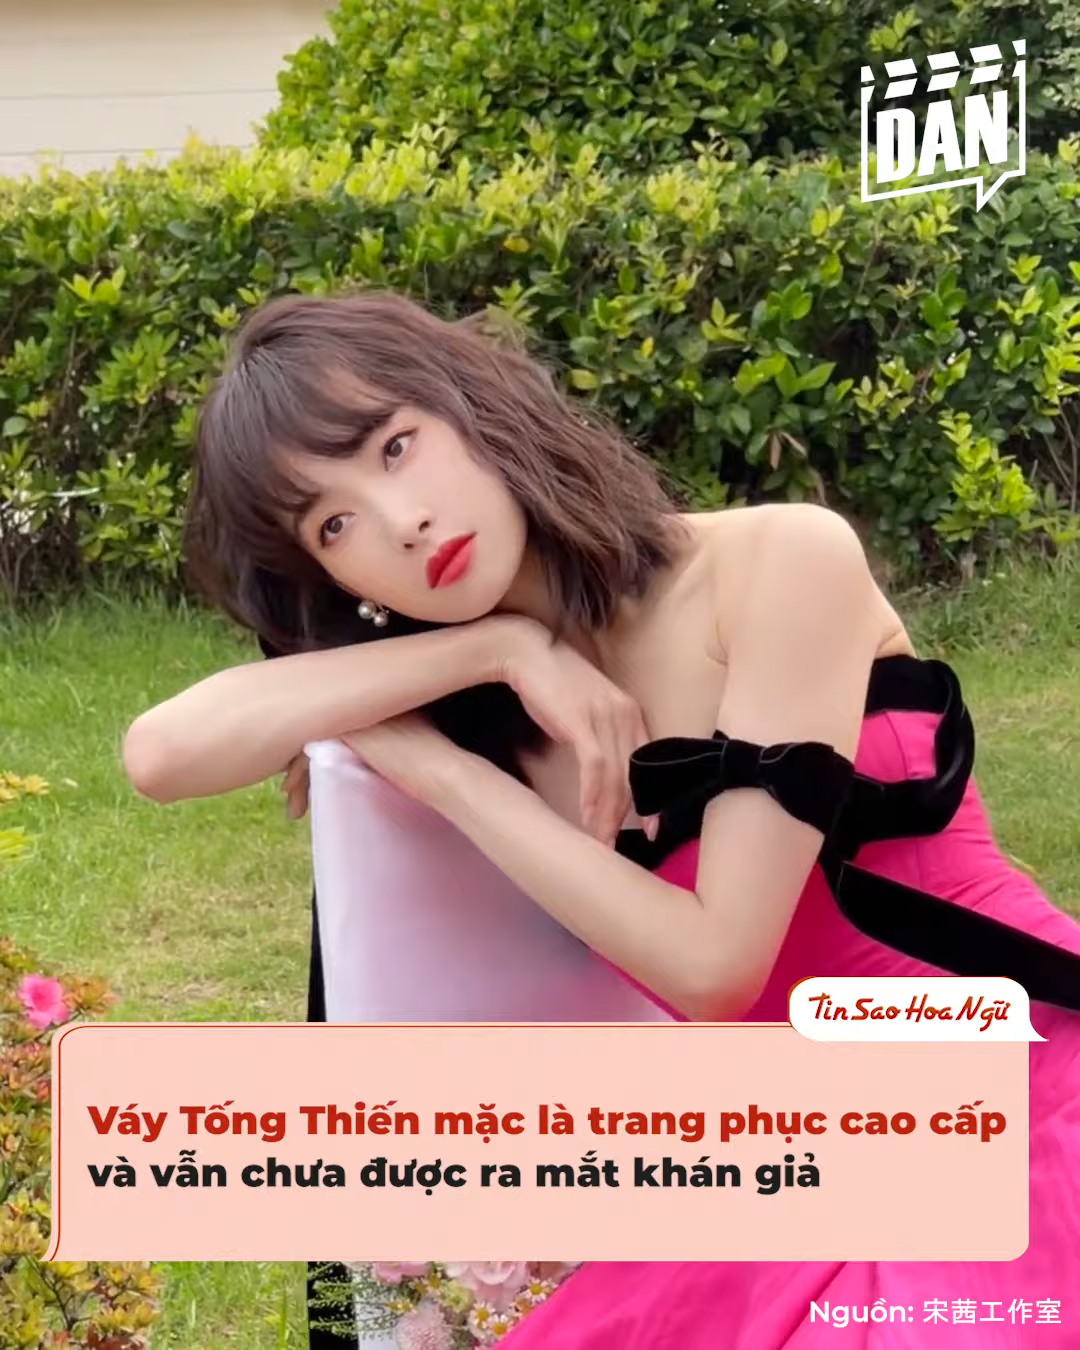 DAN
Tin Sao Hoa Ngữ
Váy Tống Thiến mặc là trang phục cao cấp
và vẫn chưa được ra mắt khán giả
Nguồn: 宋茜工作室